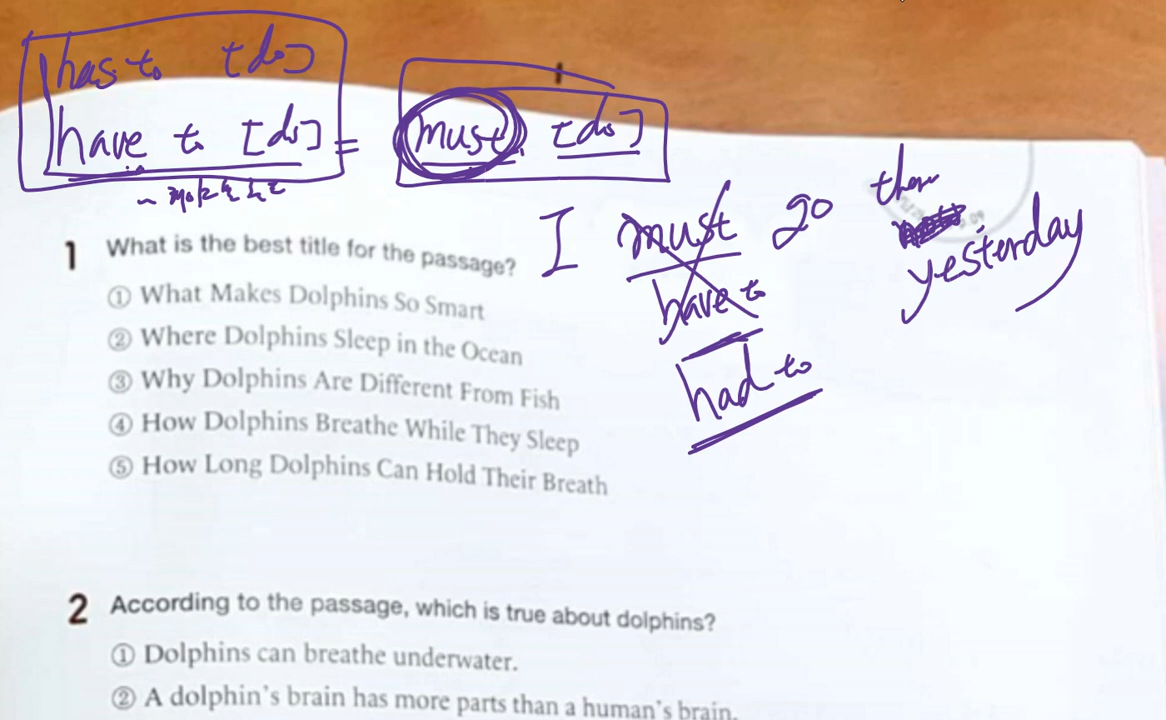 has to [do]
have to [do] = must [do]
I must go then
yesterday
have to
had to
1 What is the best title for the passage?
① What Makes Dolphins So Smart
② Where Dolphins Sleep in the Ocean
③ Why Dolphins Are Different From Fish
④ How Dolphins Breathe While They Sleep
⑤ How Long Dolphins Can Hold Their Breath
2 According to the passage, which is true about dolphins?
① Dolphins can breathe underwater.
② A dolphin's brain has more parts than a human's brain.